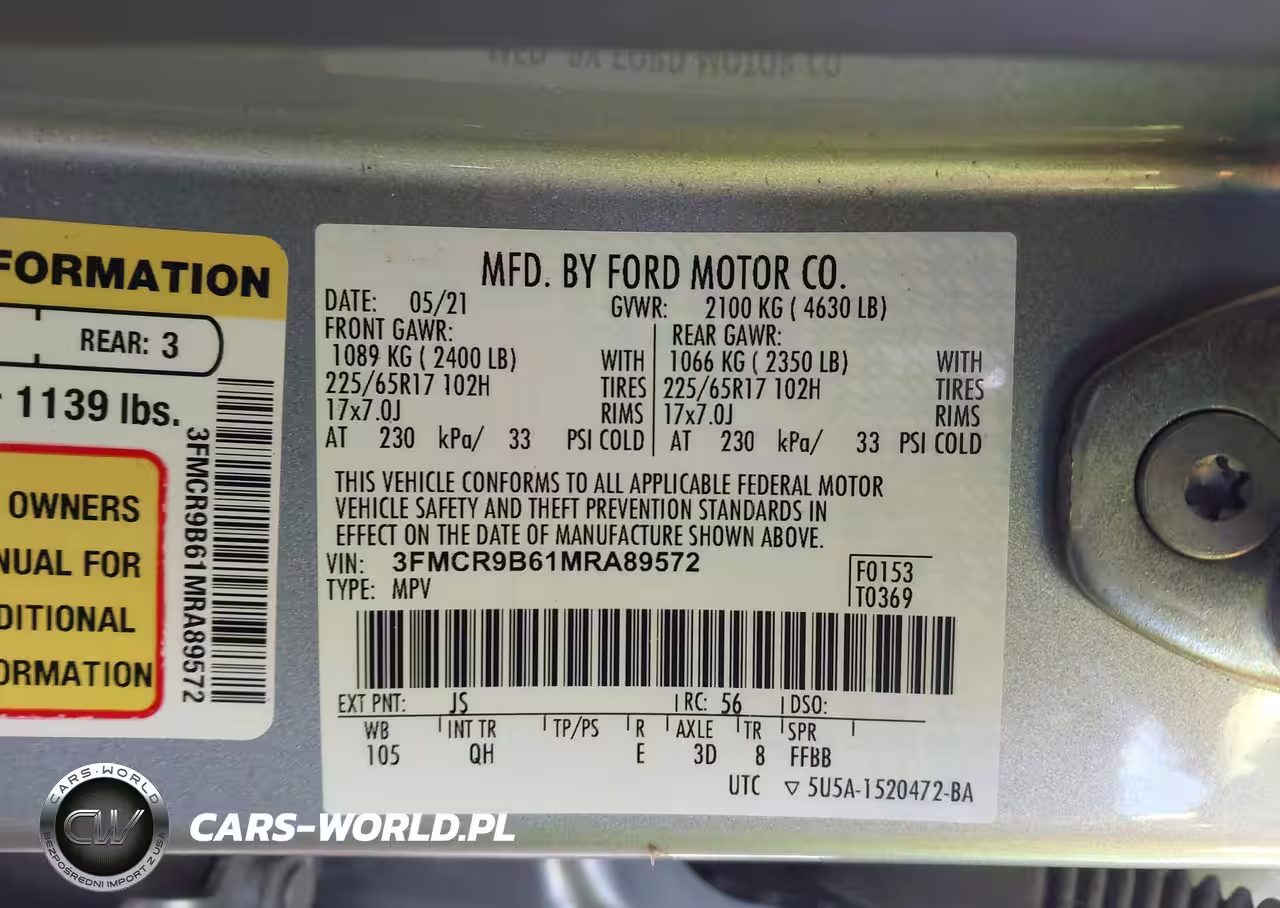 FORMATION
REAR: 3
1139 lbs.
3FMCR9B61MRA89572
OWNERS
NUAL FOR
DITIONAL
ORMATION
MFD. BY FORD MOTOR CO.
DATE: 05/21 GVWR: 2100 KG ( 4630 LB)
FRONT GAWR: REAR GAWR:
1089 KG ( 2400 LB) WITH 1066 KG ( 2350 LB) WITH
225/65R17 102H TIRES 225/65R17 102H TIRES
17x7.0J RIMS 17x7.0J RIMS
AT 230 kPa/ 33 PSI COLD AT 230 kPa/ 33 PSI COLD
THIS VEHICLE CONFORMS TO ALL APPLICABLE FEDERAL MOTOR
VEHICLE SAFETY AND THEFT PREVENTION STANDARDS IN
EFFECT ON THE DATE OF MANUFACTURE SHOWN ABOVE.
VIN: 3FMCR9B61MRA89572
TYPE: MPV
F0153
T0369
EXT PNT: JS RC: 56 DSO:
WB INT TR TP/PS R AXLE TR SPR
105 QH E 3D 8 FFBB
UTC ▽ 5U5A-1520472-BA
CARS-WORLD
CW
BEZPOŚREDNI IMPORT Z USA
CARS-WORLD.PL